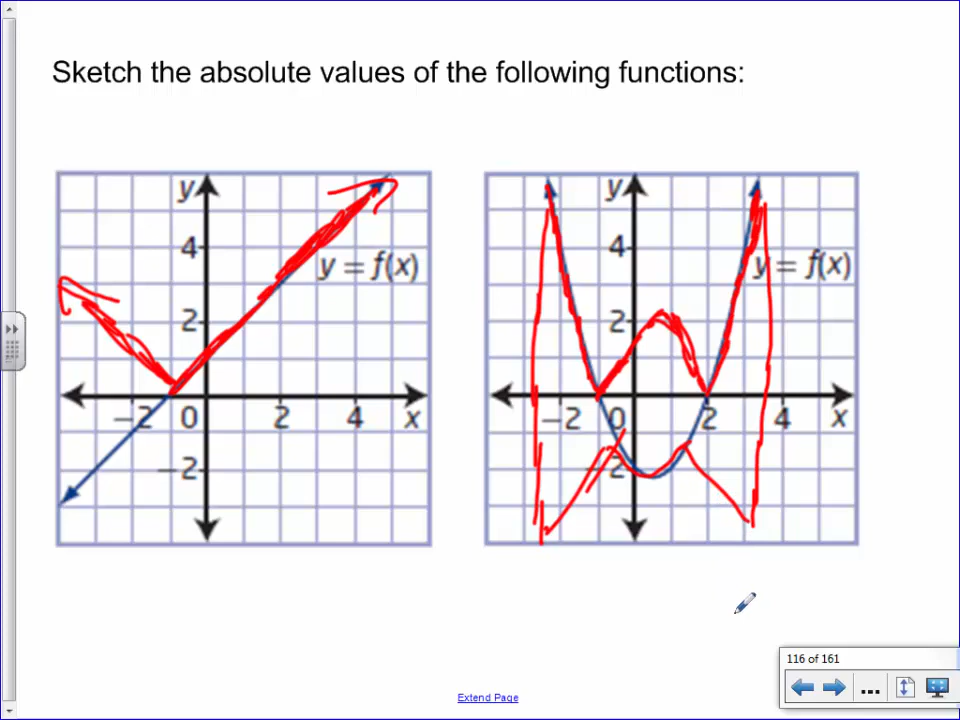 Sketch the absolute values of the following functions:
y
4
y = f(x)
2
−2 0 2 4 x
−2
y
4
y = f(x)
2
−2 0 2 4 x
−2
116 of 161
...
Extend Page